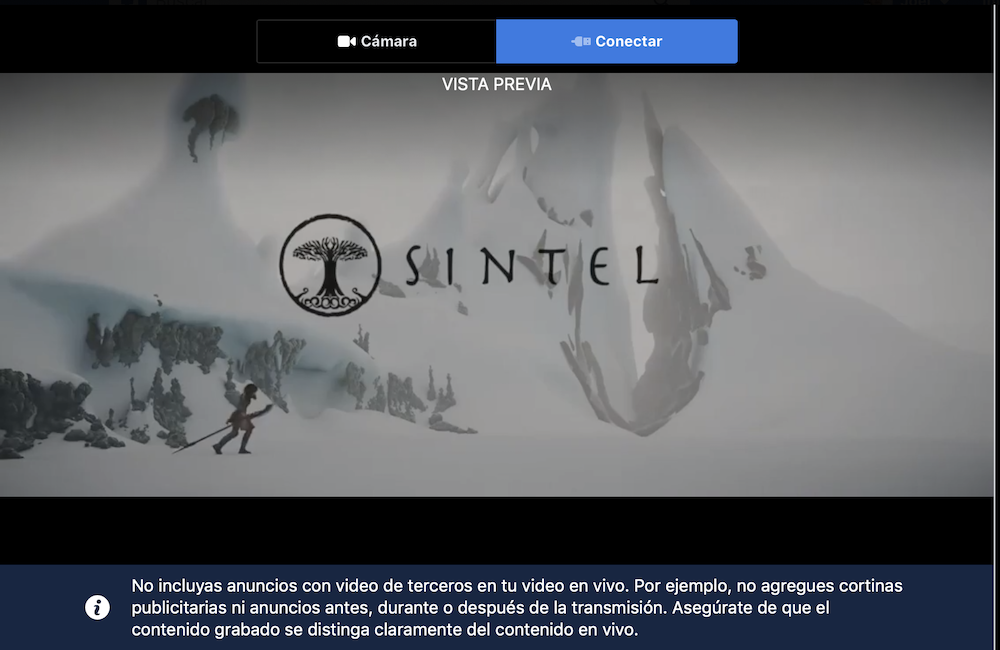 Cámara
Conectar
VISTA PREVIA
SINTEL
No incluyas anuncios con video de terceros en tu video en vivo. Por ejemplo, no agregues cortinas
publicitarias ni anuncios antes, durante o después de la transmisión. Asegúrate de que el
contenido grabado se distinga claramente del contenido en vivo.